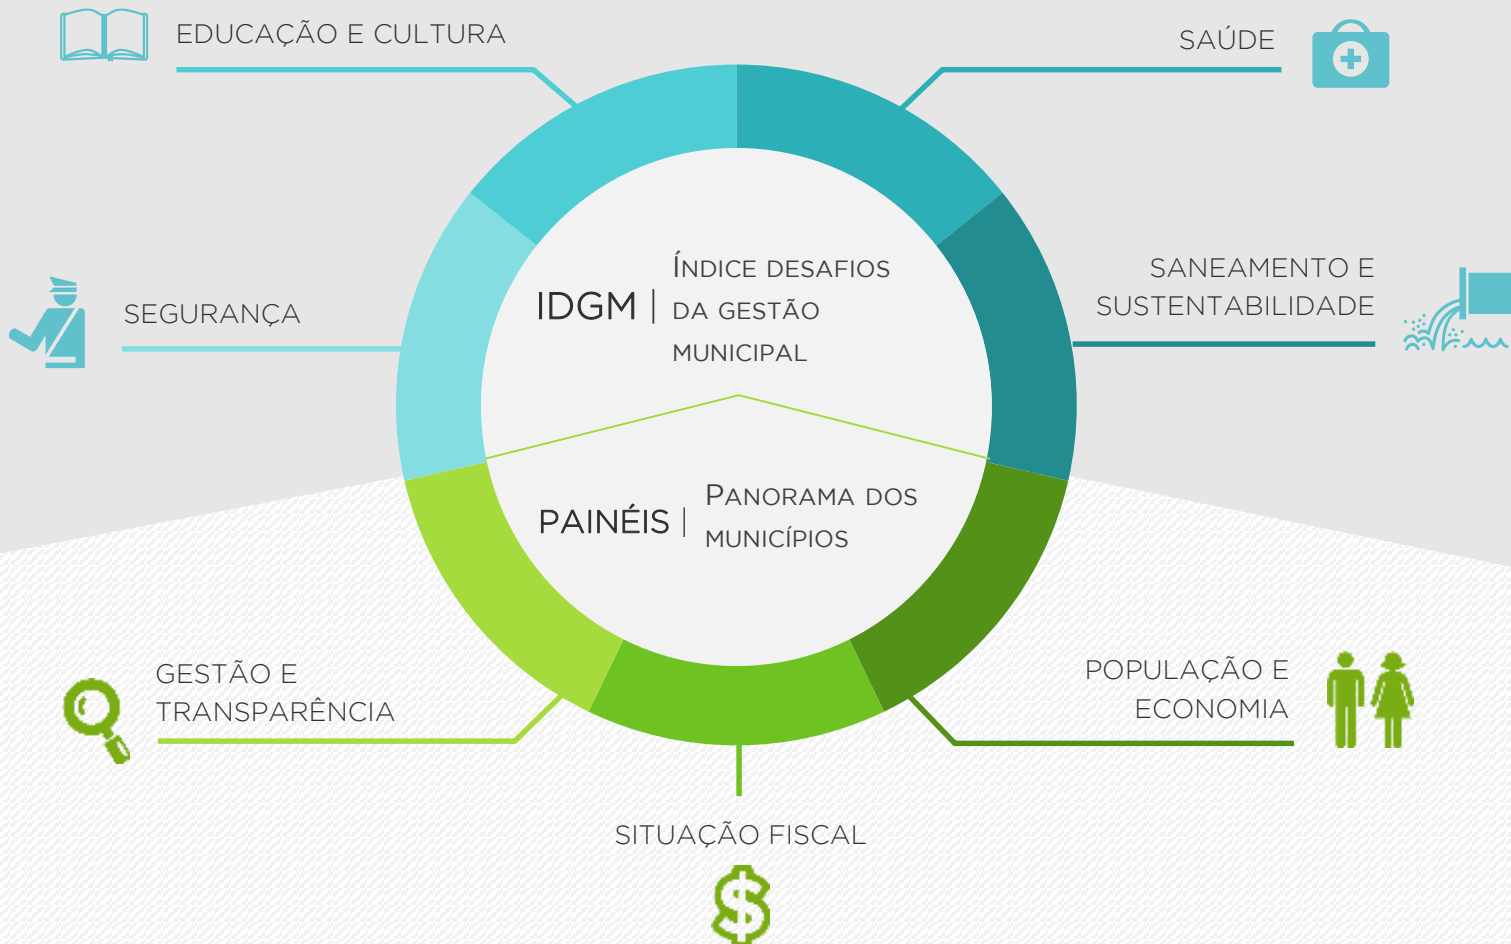 EDUCAÇÃO E CULTURA
SAÚDE
SEGURANÇA
SANEAMENTO E
SUSTENTABILIDADE
IDGM |
ÍNDICE DESAFIOS
DA GESTÃO
MUNICIPAL
PAINÉIS |
PANORAMA DOS
MUNICÍPIOS
GESTÃO E
TRANSPARÊNCIA
POPULAÇÃO E
ECONOMIA
SITUAÇÃO FISCAL
$